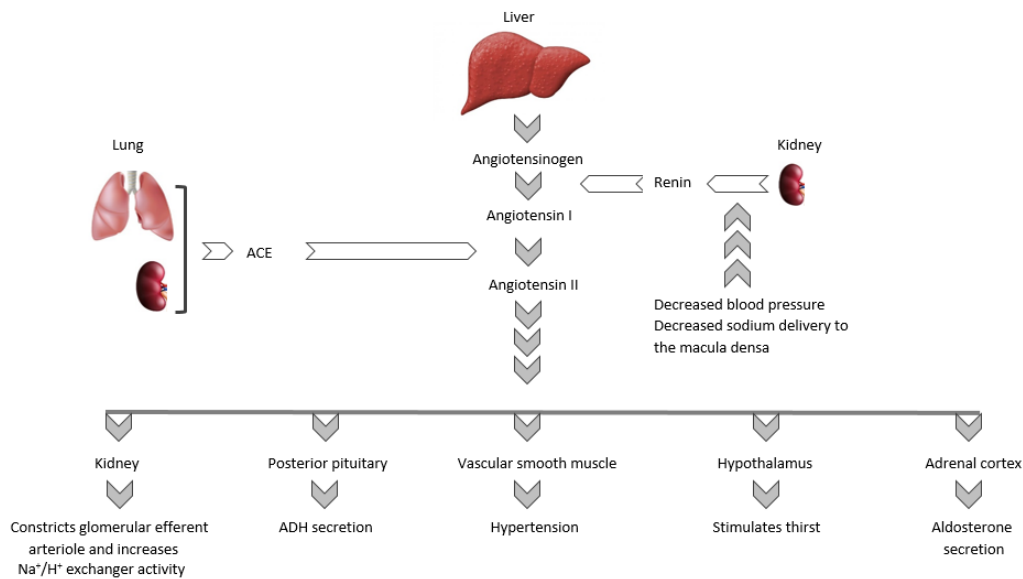 Liver
Lung
Kidney
Angiotensinogen
Renin
Angiotensin I
ACE
Angiotensin II
Decreased blood pressure
Decreased sodium delivery to
the macula densa
Kidney
Posterior pituitary
Vascular smooth muscle
Hypothalamus
Adrenal cortex
Constricts glomerular efferent
arteriole and increases
Na⁺/H⁺ exchanger activity
ADH secretion
Hypertension
Stimulates thirst
Aldosterone
secretion